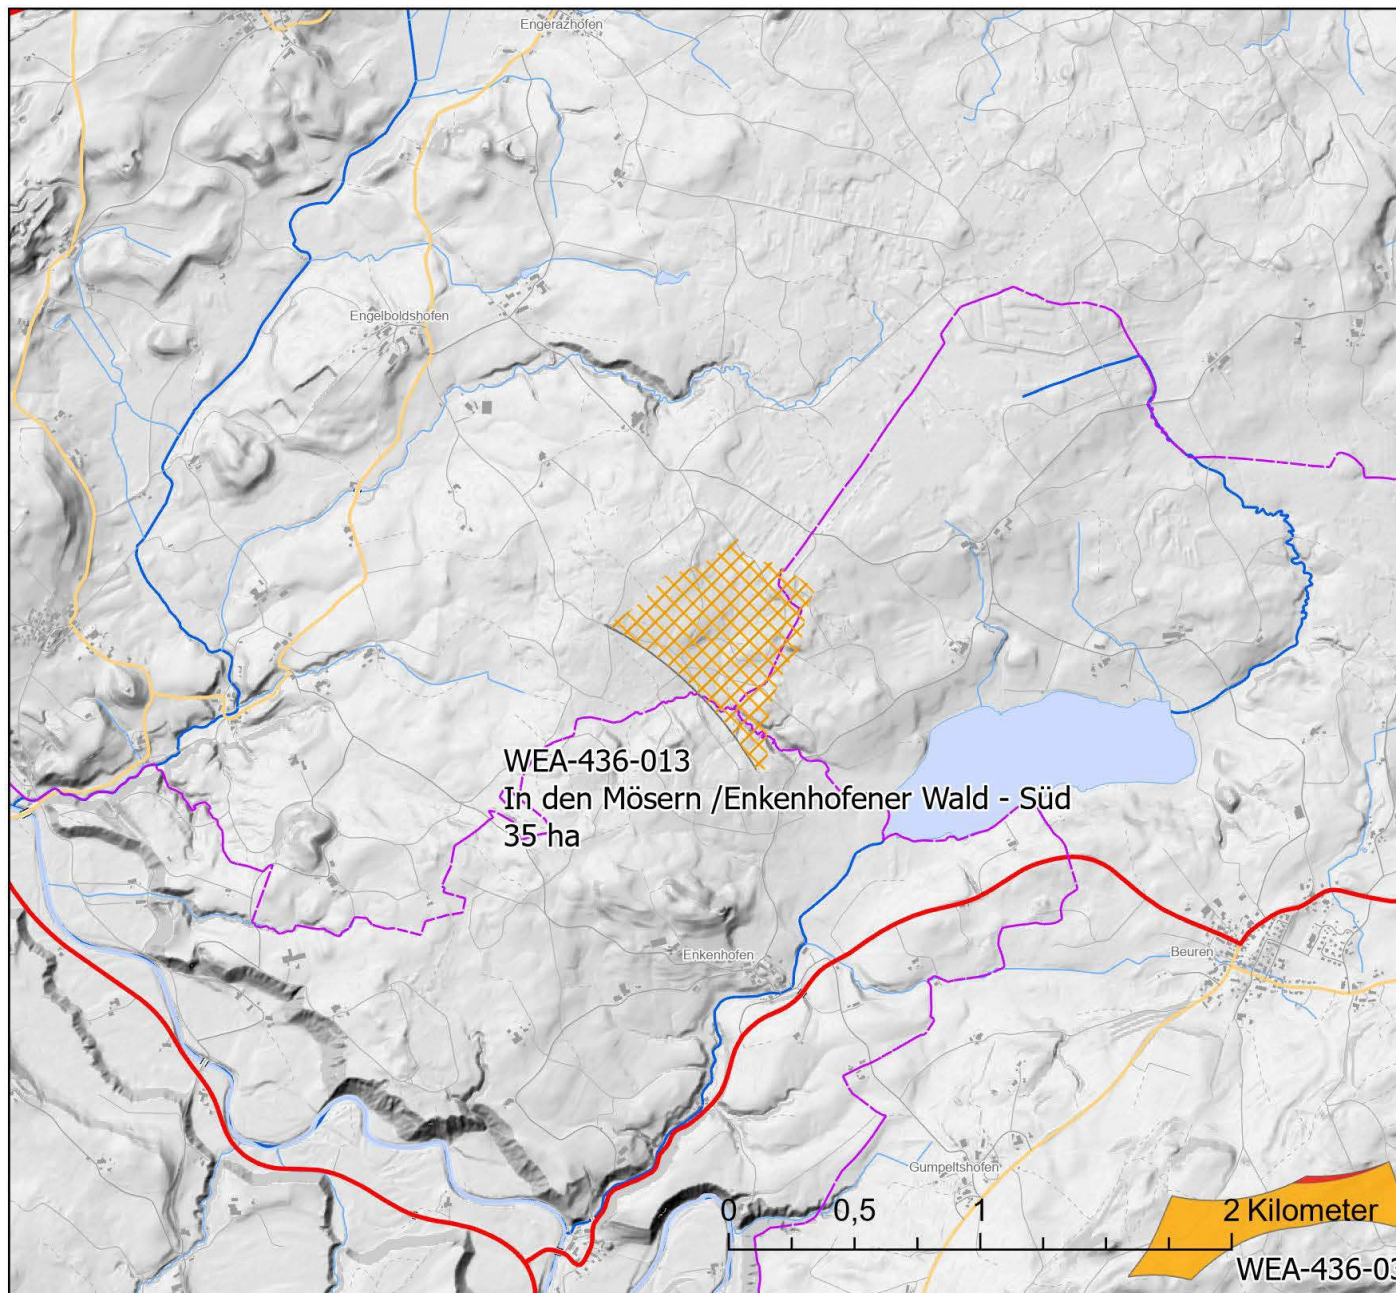 Engerazhofen
Engelboldshofen
WEA-436-013
In den Mösern /Enkenhofener Wald - Süd
35 ha
Enkenhofen
Beuren
Gumpeltshofen
0 0,5 1 2 Kilometer